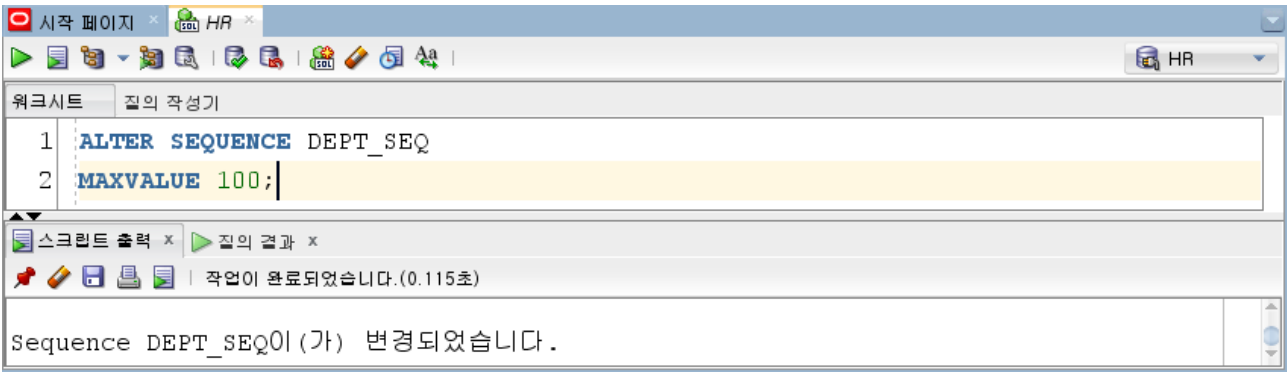 시작 페이지
HR
HR
워크시트 질의 작성기
1 ALTER SEQUENCE DEPT_SEQ
2 MAXVALUE 100;
스크립트 출력 x 질의 결과 x
작업이 완료되었습니다.(0.115초)
Sequence DEPT_SEQ이(가) 변경되었습니다.